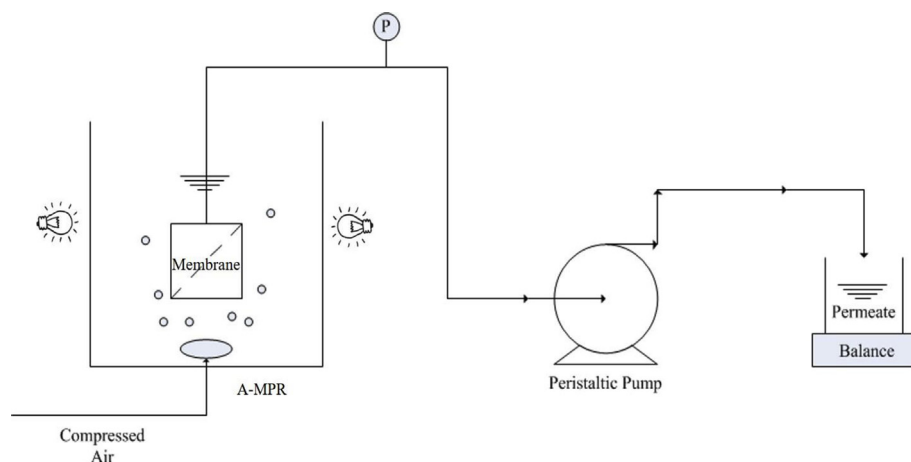 P
Membrane
Permeate
Balance
Peristaltic Pump
A-MPR
Compressed
Air